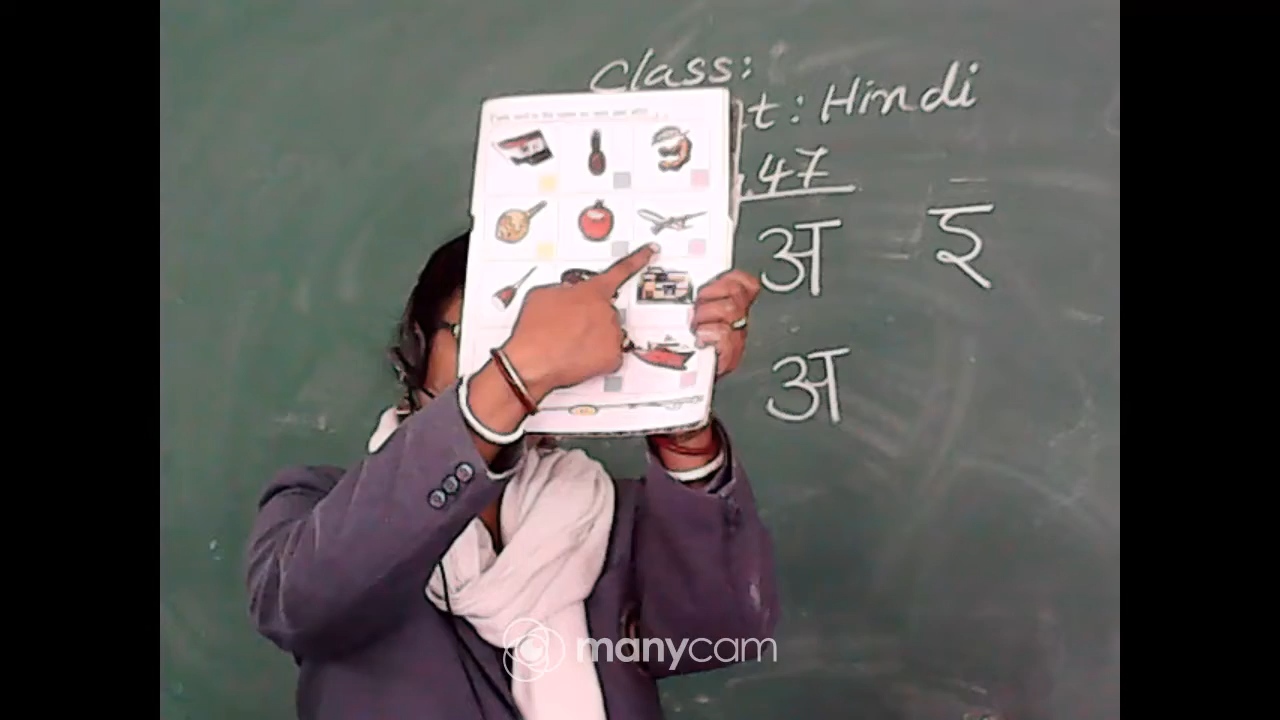 Class:
t: Hindi
.47
अ इ
अ
manycam